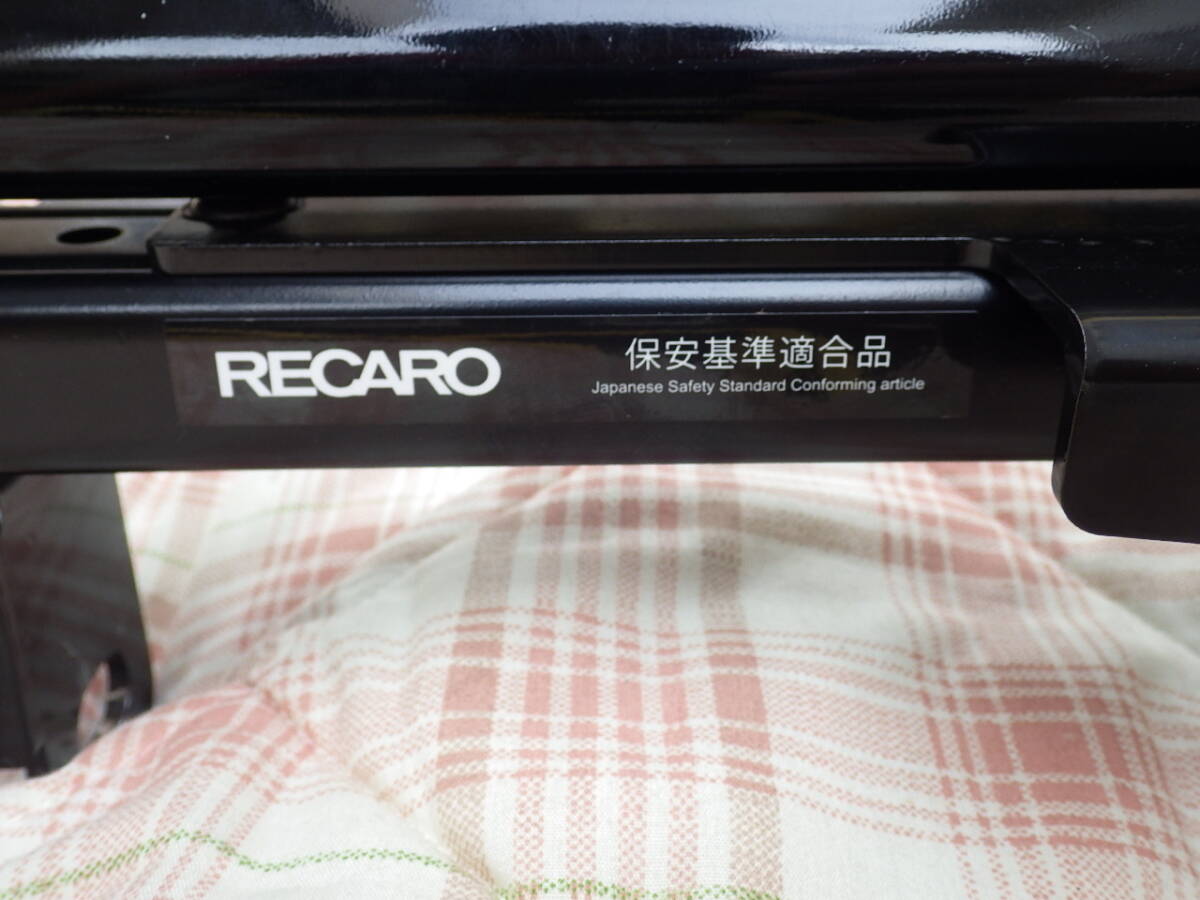 RECARO
保安基準適合品
Japanese Safety Standard Conforming article